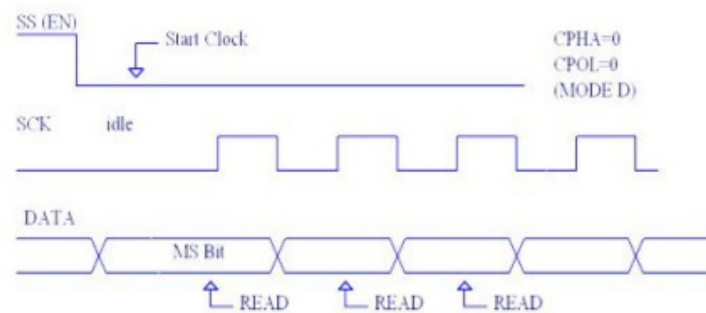 SS (EN)
Start Clock
CPHA=0
CPOL=0
(MODE D)
SCK idle
DATA
MS Bit
READ READ READ